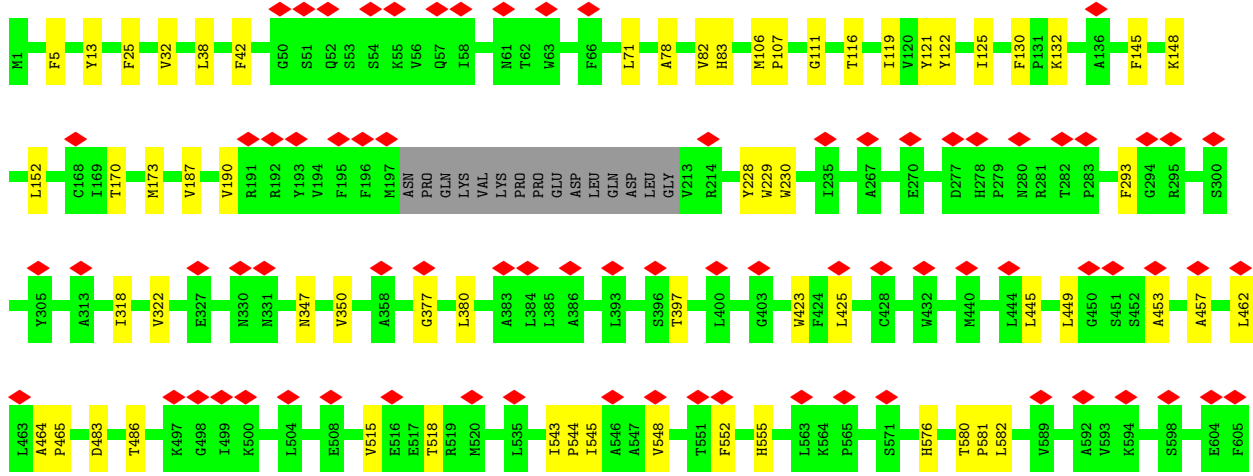 M1 F5 Y13 F25 V32 L38 F42 G50 S51 Q52 S53 S54 K55 V56 Q57 I58 N61 T62 W63 F66 L71 A78 V82 H83 M106 P107 G111 T116 I119 V120 Y121 Y122 I125 F130 P131 K132 A136 F145 K148
L152 C168 I169 T170 M173 V187 V190 R191 R192 Y193 V194 F195 F196 M197 ASN PRO GLN LYS VAL LYS PRO PRO GLU ASP LEU GLN ASP LEU GLY V213 R214 Y228 W229 W230 I235 A267 E270 D277 H278 P279 N280 R281 T282 P283 F293 G294 R295 S300
Y305 A313 I318 V322 E327 N330 N331 N347 V350 A358 G377 L380 A383 L384 L385 A386 L393 S396 T397 L400 G403 W423 F424 L425 C428 W432 M440 L444 L445 L449 G450 S451 S452 A453 A457 L462
L463 A464 P465 D483 T486 K497 G498 I499 K500 L504 E508 V515 E516 E517 T518 R519 M520 L535 I543 P544 I545 A546 A547 V548 T551 F552 H555 L563 K564 P565 S571 H576 T580 P581 L582 V589 A592 V593 K594 S598 E604 F605